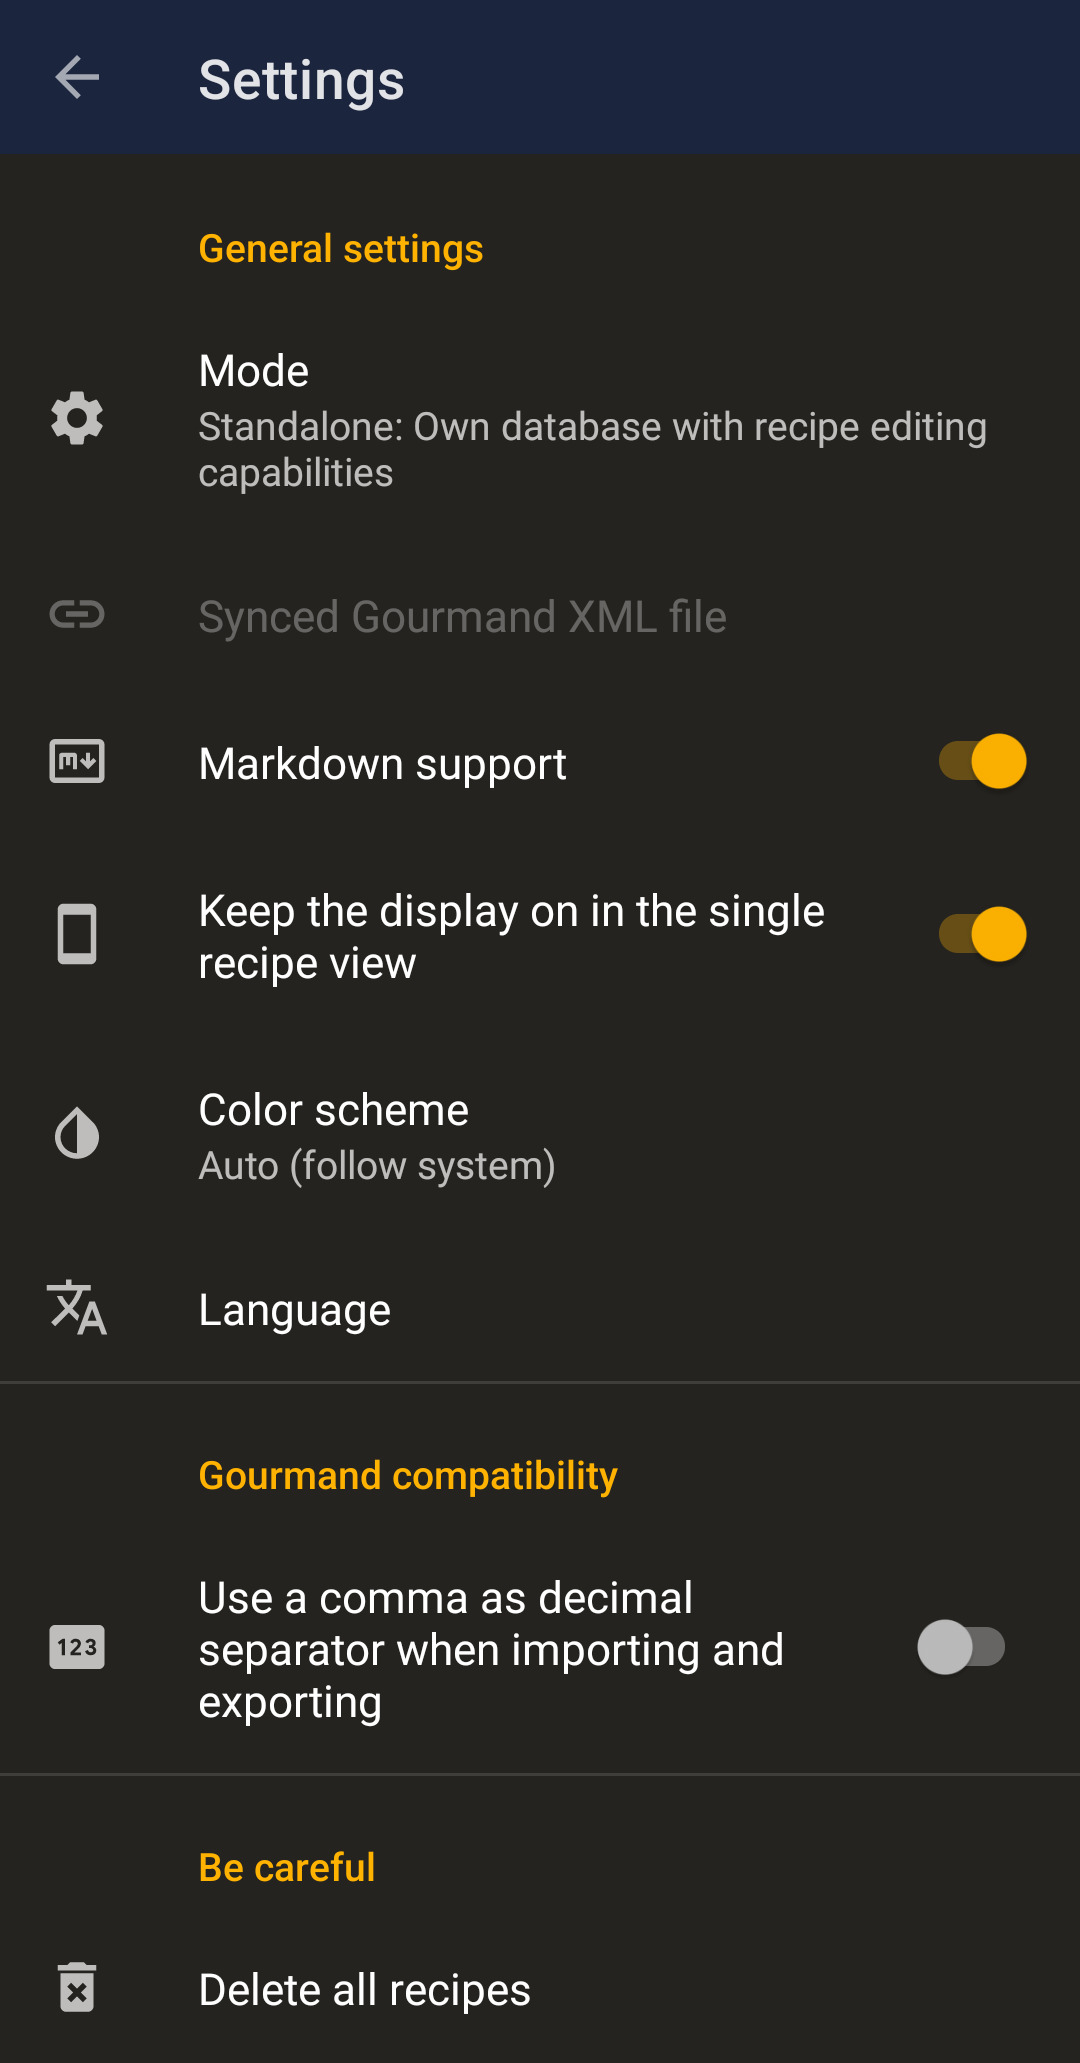 Settings
General settings
Mode
Standalone: Own database with recipe editing
capabilities
Synced Gourmand XML file
Markdown support
Keep the display on in the single
recipe view
Color scheme
Auto (follow system)
Language
Gourmand compatibility
Use a comma as decimal
separator when importing and
exporting
123
Be careful
Delete all recipes